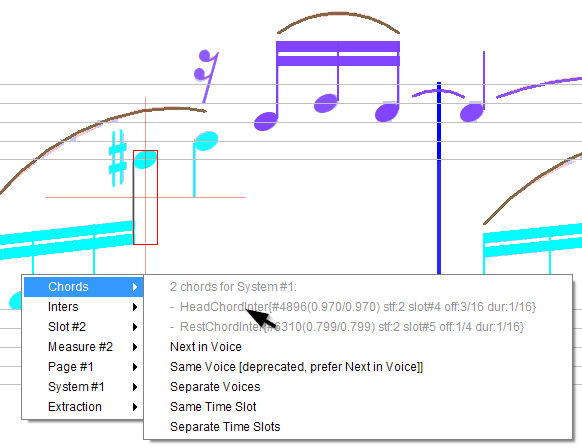 Chords
Inters
Slot #2
Measure #2
Page #1
System #1
Extraction
2 chords for System #1:
- HeadChordInter{#4896(0.970/0.970) stf:2 slot#4 off:3/16 dur:1/16}
- RestChordInter{#6310(0.799/0.799) stf:2 slot#5 off:1/4 dur:1/16}
Next in Voice
Same Voice [deprecated, prefer Next in Voice]]
Separate Voices
Same Time Slot
Separate Time Slots